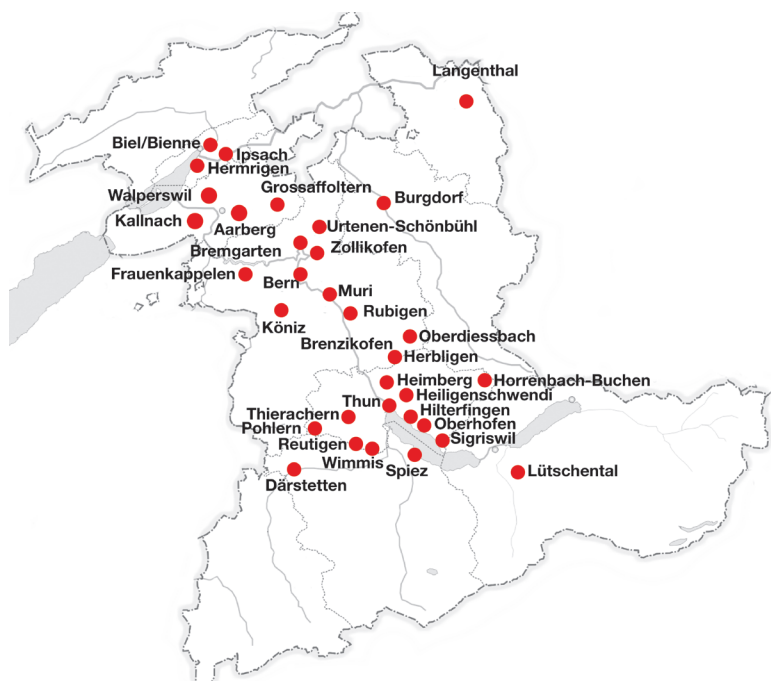 Langenthal
Biel/Bienne
Ipsach
Hermrigen
Walperswil
Grossaffoltern
Burgdorf
Kallnach
Aarberg
Urtenen-Schönbühl
Bremgarten
Zollikofen
Frauenkappelen
Bern
Muri
Rubigen
Köniz
Oberdiessbach
Brenzikofen
Herbligen
Heimberg
Horrenbach-Buchen
Heiligenschwendi
Thun
Hilterfingen
Thierachern
Oberhofen
Pohlern
Sigriswil
Reutigen
Wimmis
Spiez
Lütschental
Därstetten